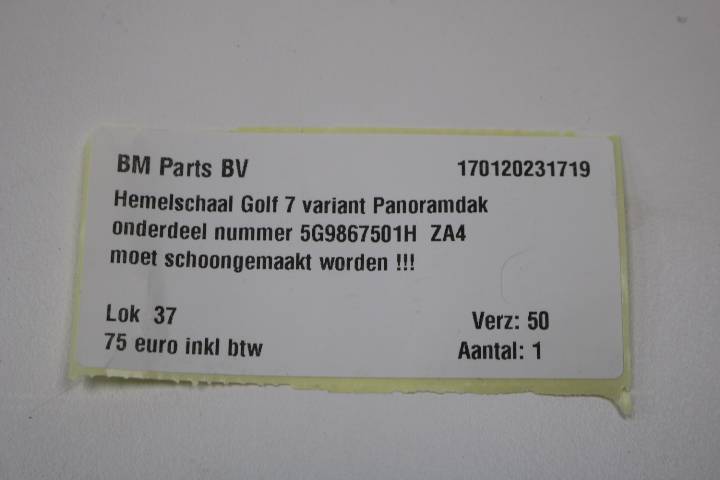 BM Parts BV 170120231719
Hemelschaal Golf 7 variant Panoramdak
onderdeel nummer 5G9867501H ZA4
moet schoongemaakt worden !!!
Lok 37 Verz: 50
75 euro inkl btw Aantal: 1